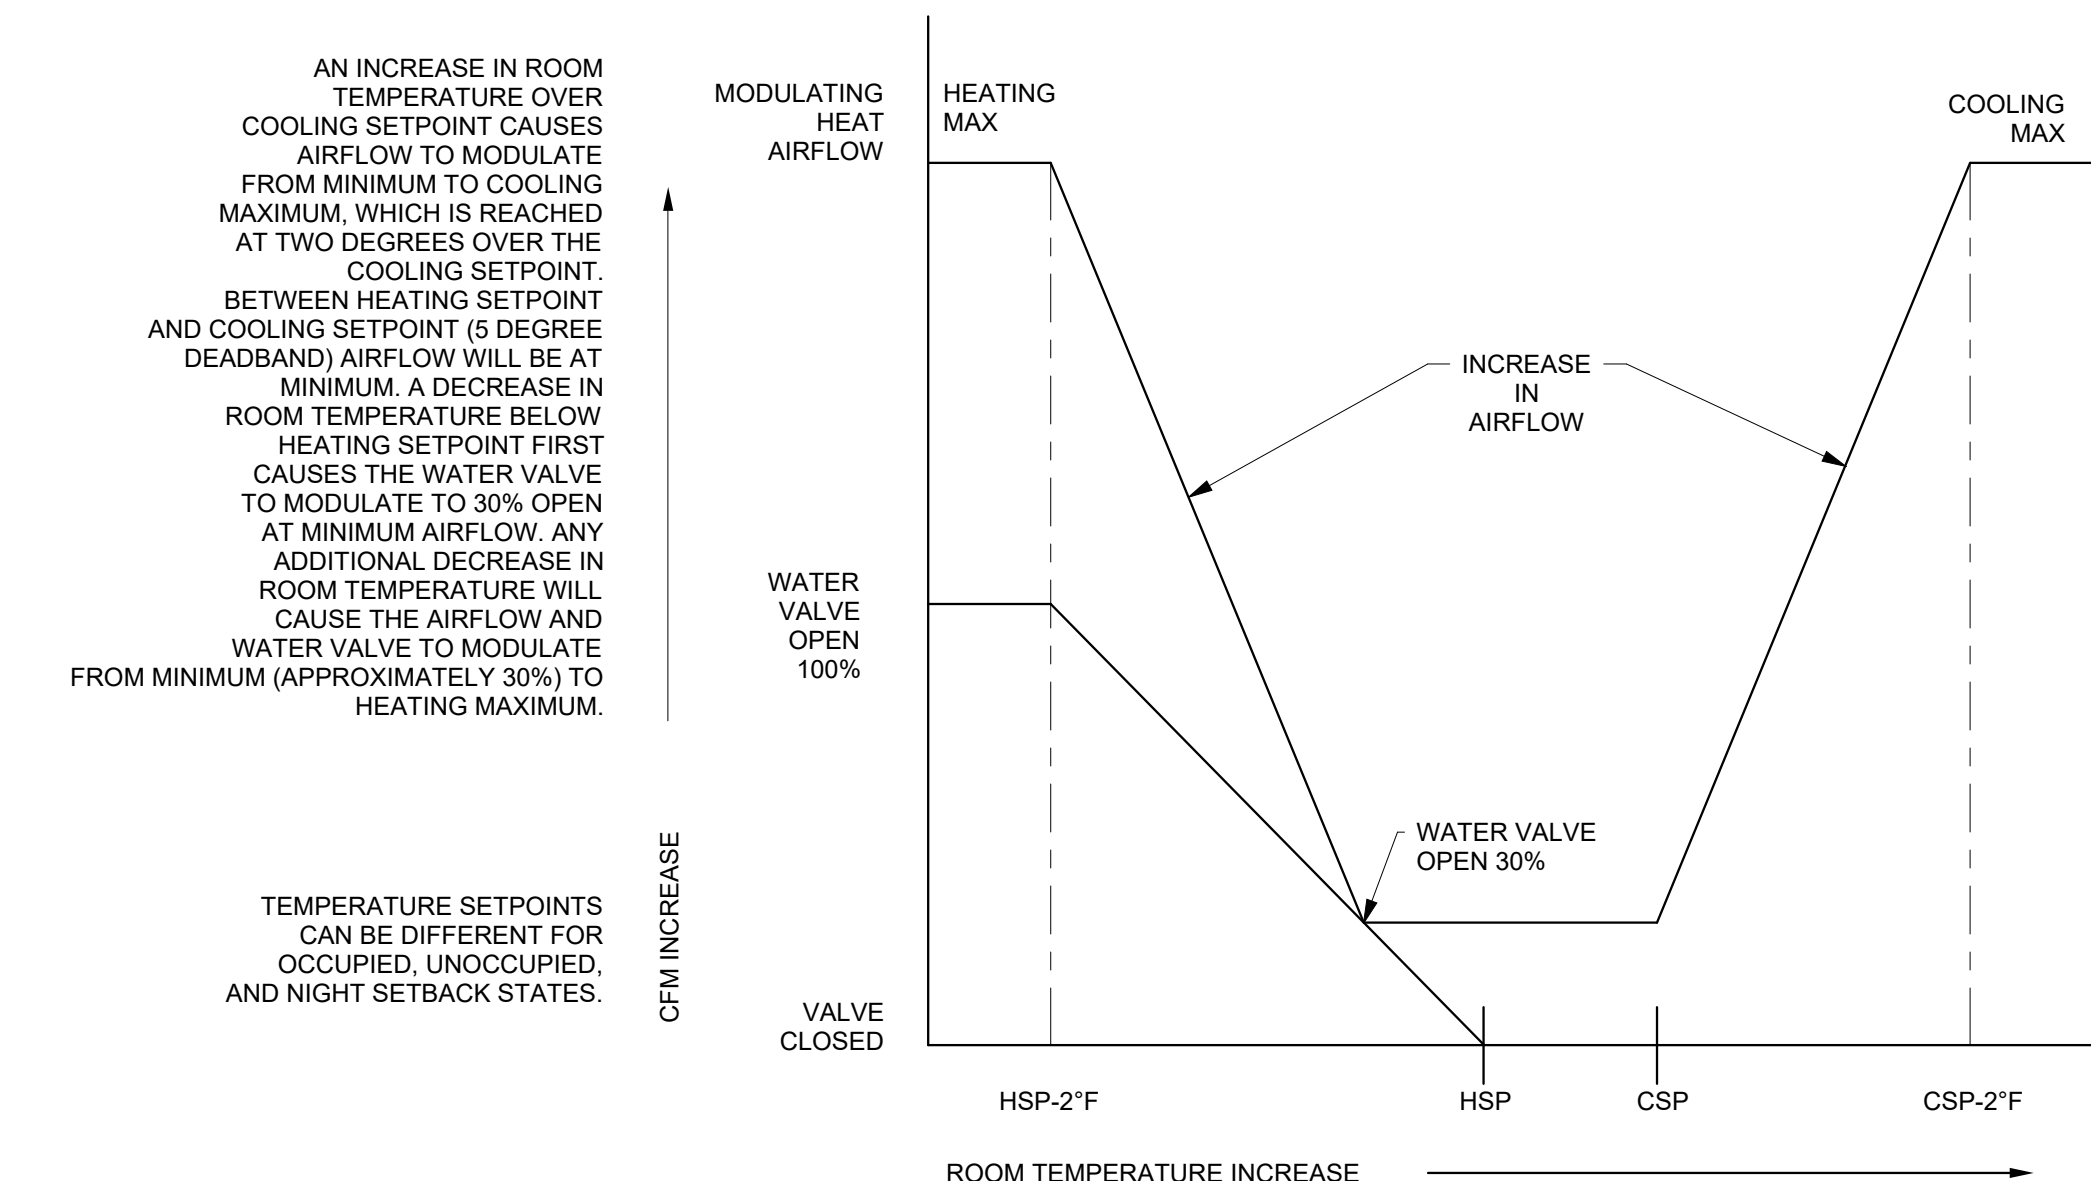 AN INCREASE IN ROOM
TEMPERATURE OVER
COOLING SETPOINT CAUSES
AIRFLOW TO MODULATE
FROM MINIMUM TO COOLING
MAXIMUM, WHICH IS REACHED
AT TWO DEGREES OVER THE
COOLING SETPOINT.
BETWEEN HEATING SETPOINT
AND COOLING SETPOINT (5 DEGREE
DEADBAND) AIRFLOW WILL BE AT
MINIMUM. A DECREASE IN
ROOM TEMPERATURE BELOW
HEATING SETPOINT FIRST
CAUSES THE WATER VALVE
TO MODULATE TO 30% OPEN
AT MINIMUM AIRFLOW. ANY
ADDITIONAL DECREASE IN
ROOM TEMPERATURE WILL
CAUSE THE AIRFLOW AND
WATER VALVE TO MODULATE
FROM MINIMUM (APPROXIMATELY 30%) TO
HEATING MAXIMUM.
TEMPERATURE SETPOINTS
CAN BE DIFFERENT FOR
OCCUPIED, UNOCCUPIED,
AND NIGHT SETBACK STATES.
CFM INCREASE
MODULATING
HEAT
AIRFLOW
HEATING
MAX
COOLING
MAX
INCREASE
IN
AIRFLOW
WATER
VALVE
OPEN
100%
WATER VALVE
OPEN 30%
VALVE
CLOSED
HSP-2°F
HSP
CSP
CSP-2°F
ROOM TEMPERATURE INCREASE